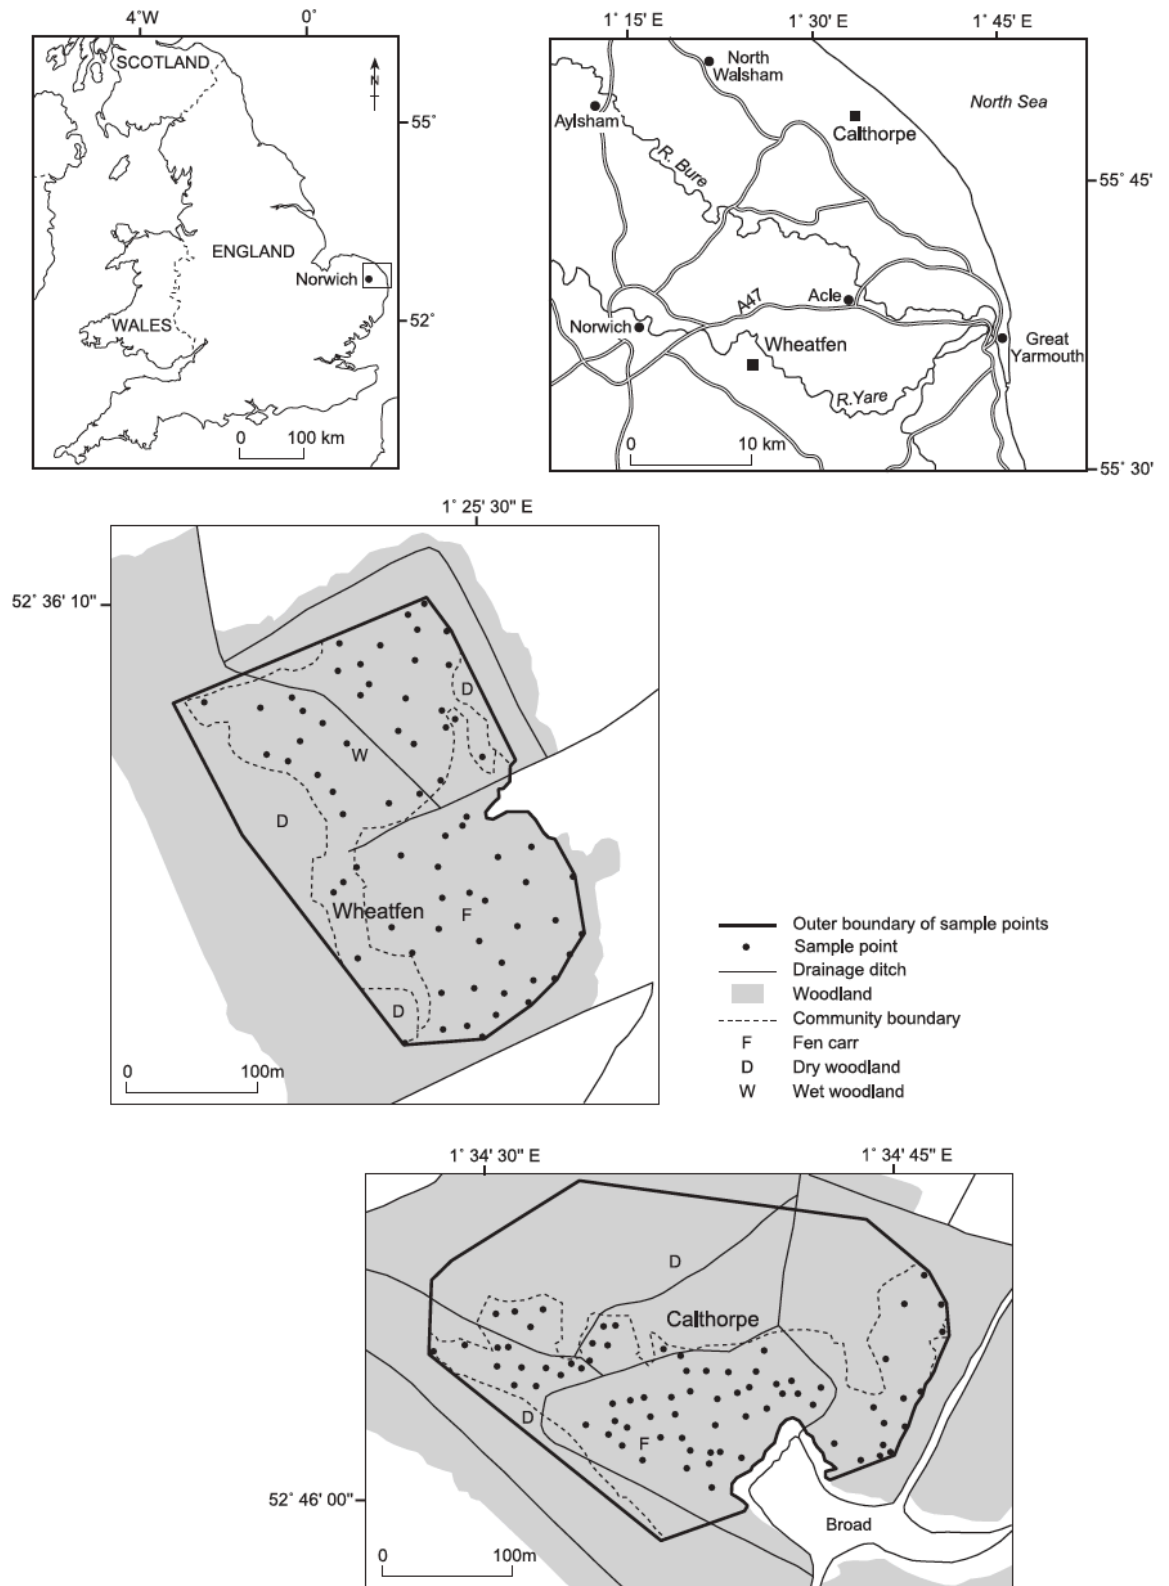 4°W
0°
SCOTLAND
N
55°
ENGLAND
Norwich
WALES
52°
0
100 km
1° 15' E
1° 30' E
1° 45' E
North
Walsham
North Sea
Aylsham
Calthorpe
R. Bure
55° 45'
Acle
A47
Norwich
Wheatfen
Great
Yarmouth
R.Yare
0
10 km
55° 30'
1° 25' 30" E
52° 36' 10"
D
W
D
Wheatfen
F
D
0
100m
Outer boundary of sample points
Sample point
Drainage ditch
Woodland
Community boundary
F Fen carr
D Dry woodland
W Wet woodland
1° 34' 30" E
1° 34' 45" E
D
Calthorpe
D
F
52° 46' 00"
Broad
0
100m